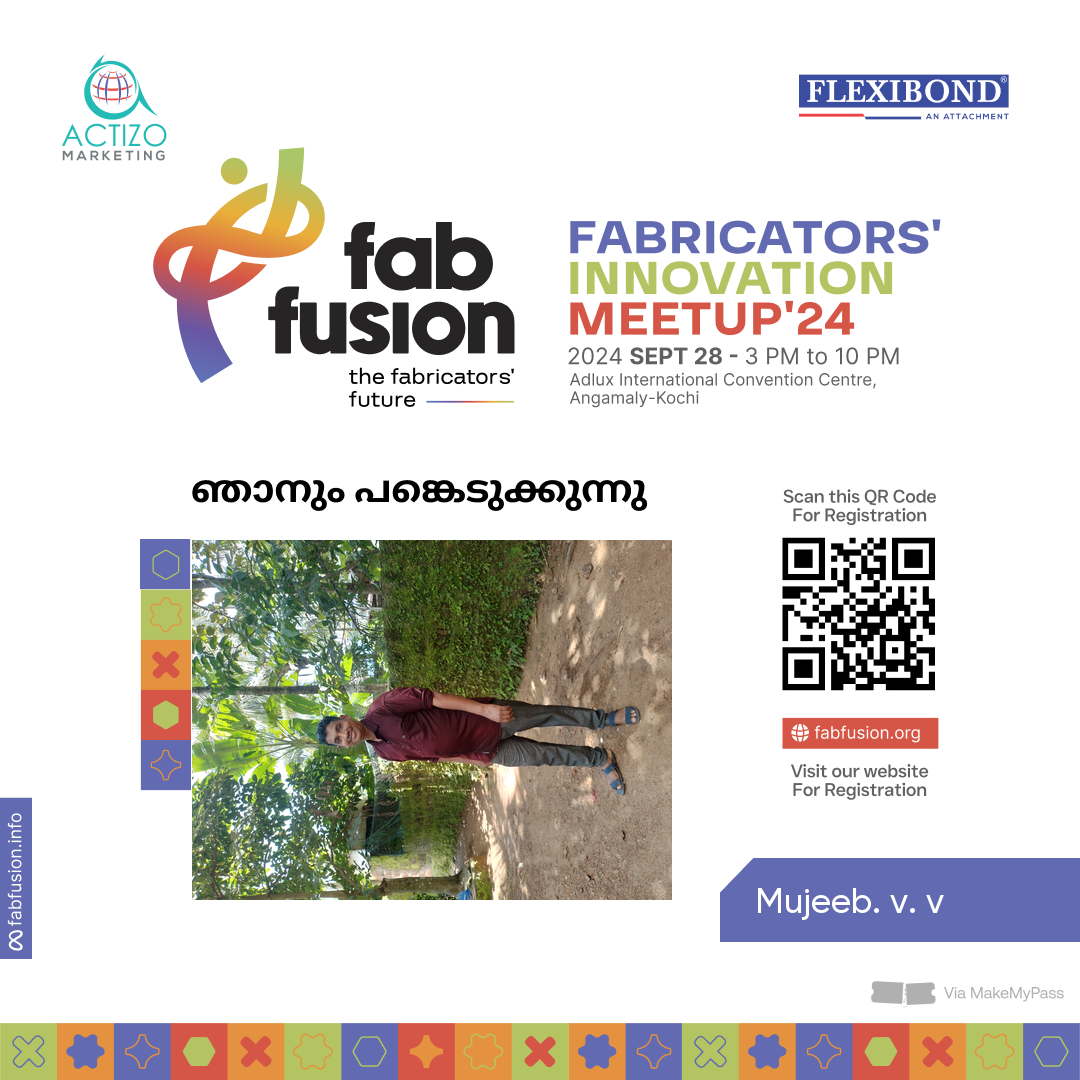 ACTIZO
MARKETING
FLEXIBOND®
AN ATTACHMENT
fab
fusion
the fabricators'
future
FABRICATORS'
INNOVATION
MEETUP'24
2024 SEPT 28 - 3 PM to 10 PM
Adlux International Convention Centre,
Angamaly-Kochi
ഞാനും പങ്കെടുക്കുന്നു
Scan this QR Code
For Registration
fabfusion.org
Visit our website
For Registration
fabfusion.info
Mujeeb. v. v
Via MakeMyPass